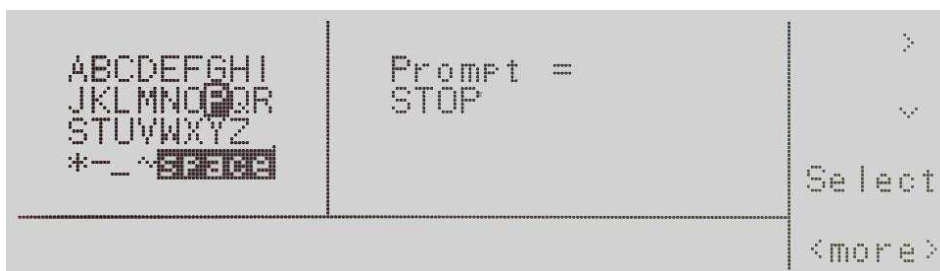 ABCDEFGHI
JKLMNOPQR
STUVWXYZ
*-_~space
Prompt =
STOP
>
⌄
Select
<more>